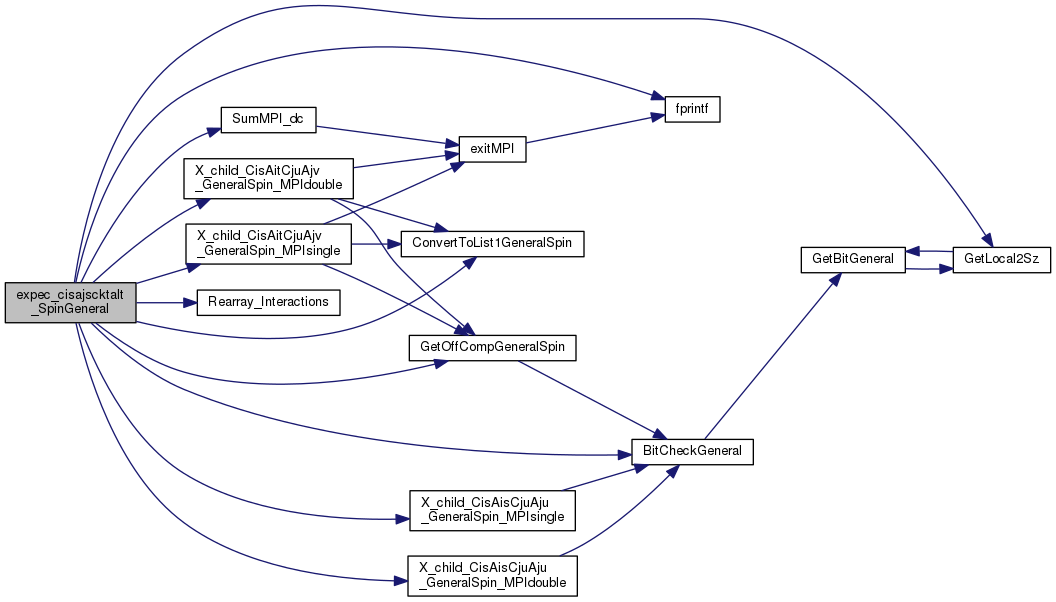 fprintf
SumMPI_dc
exitMPI
X_child_CisAitCjuAjv
_GeneralSpin_MPIdouble
X_child_CisAitCjuAjv
_GeneralSpin_MPIsingle
ConvertToList1GeneralSpin
GetBitGeneral
GetLocal2Sz
expec_cisajscktalt
_SpinGeneral
Rearray_Interactions
GetOffCompGeneralSpin
BitCheckGeneral
X_child_CisAisCjuAju
_GeneralSpin_MPIsingle
X_child_CisAisCjuAju
_GeneralSpin_MPIdouble